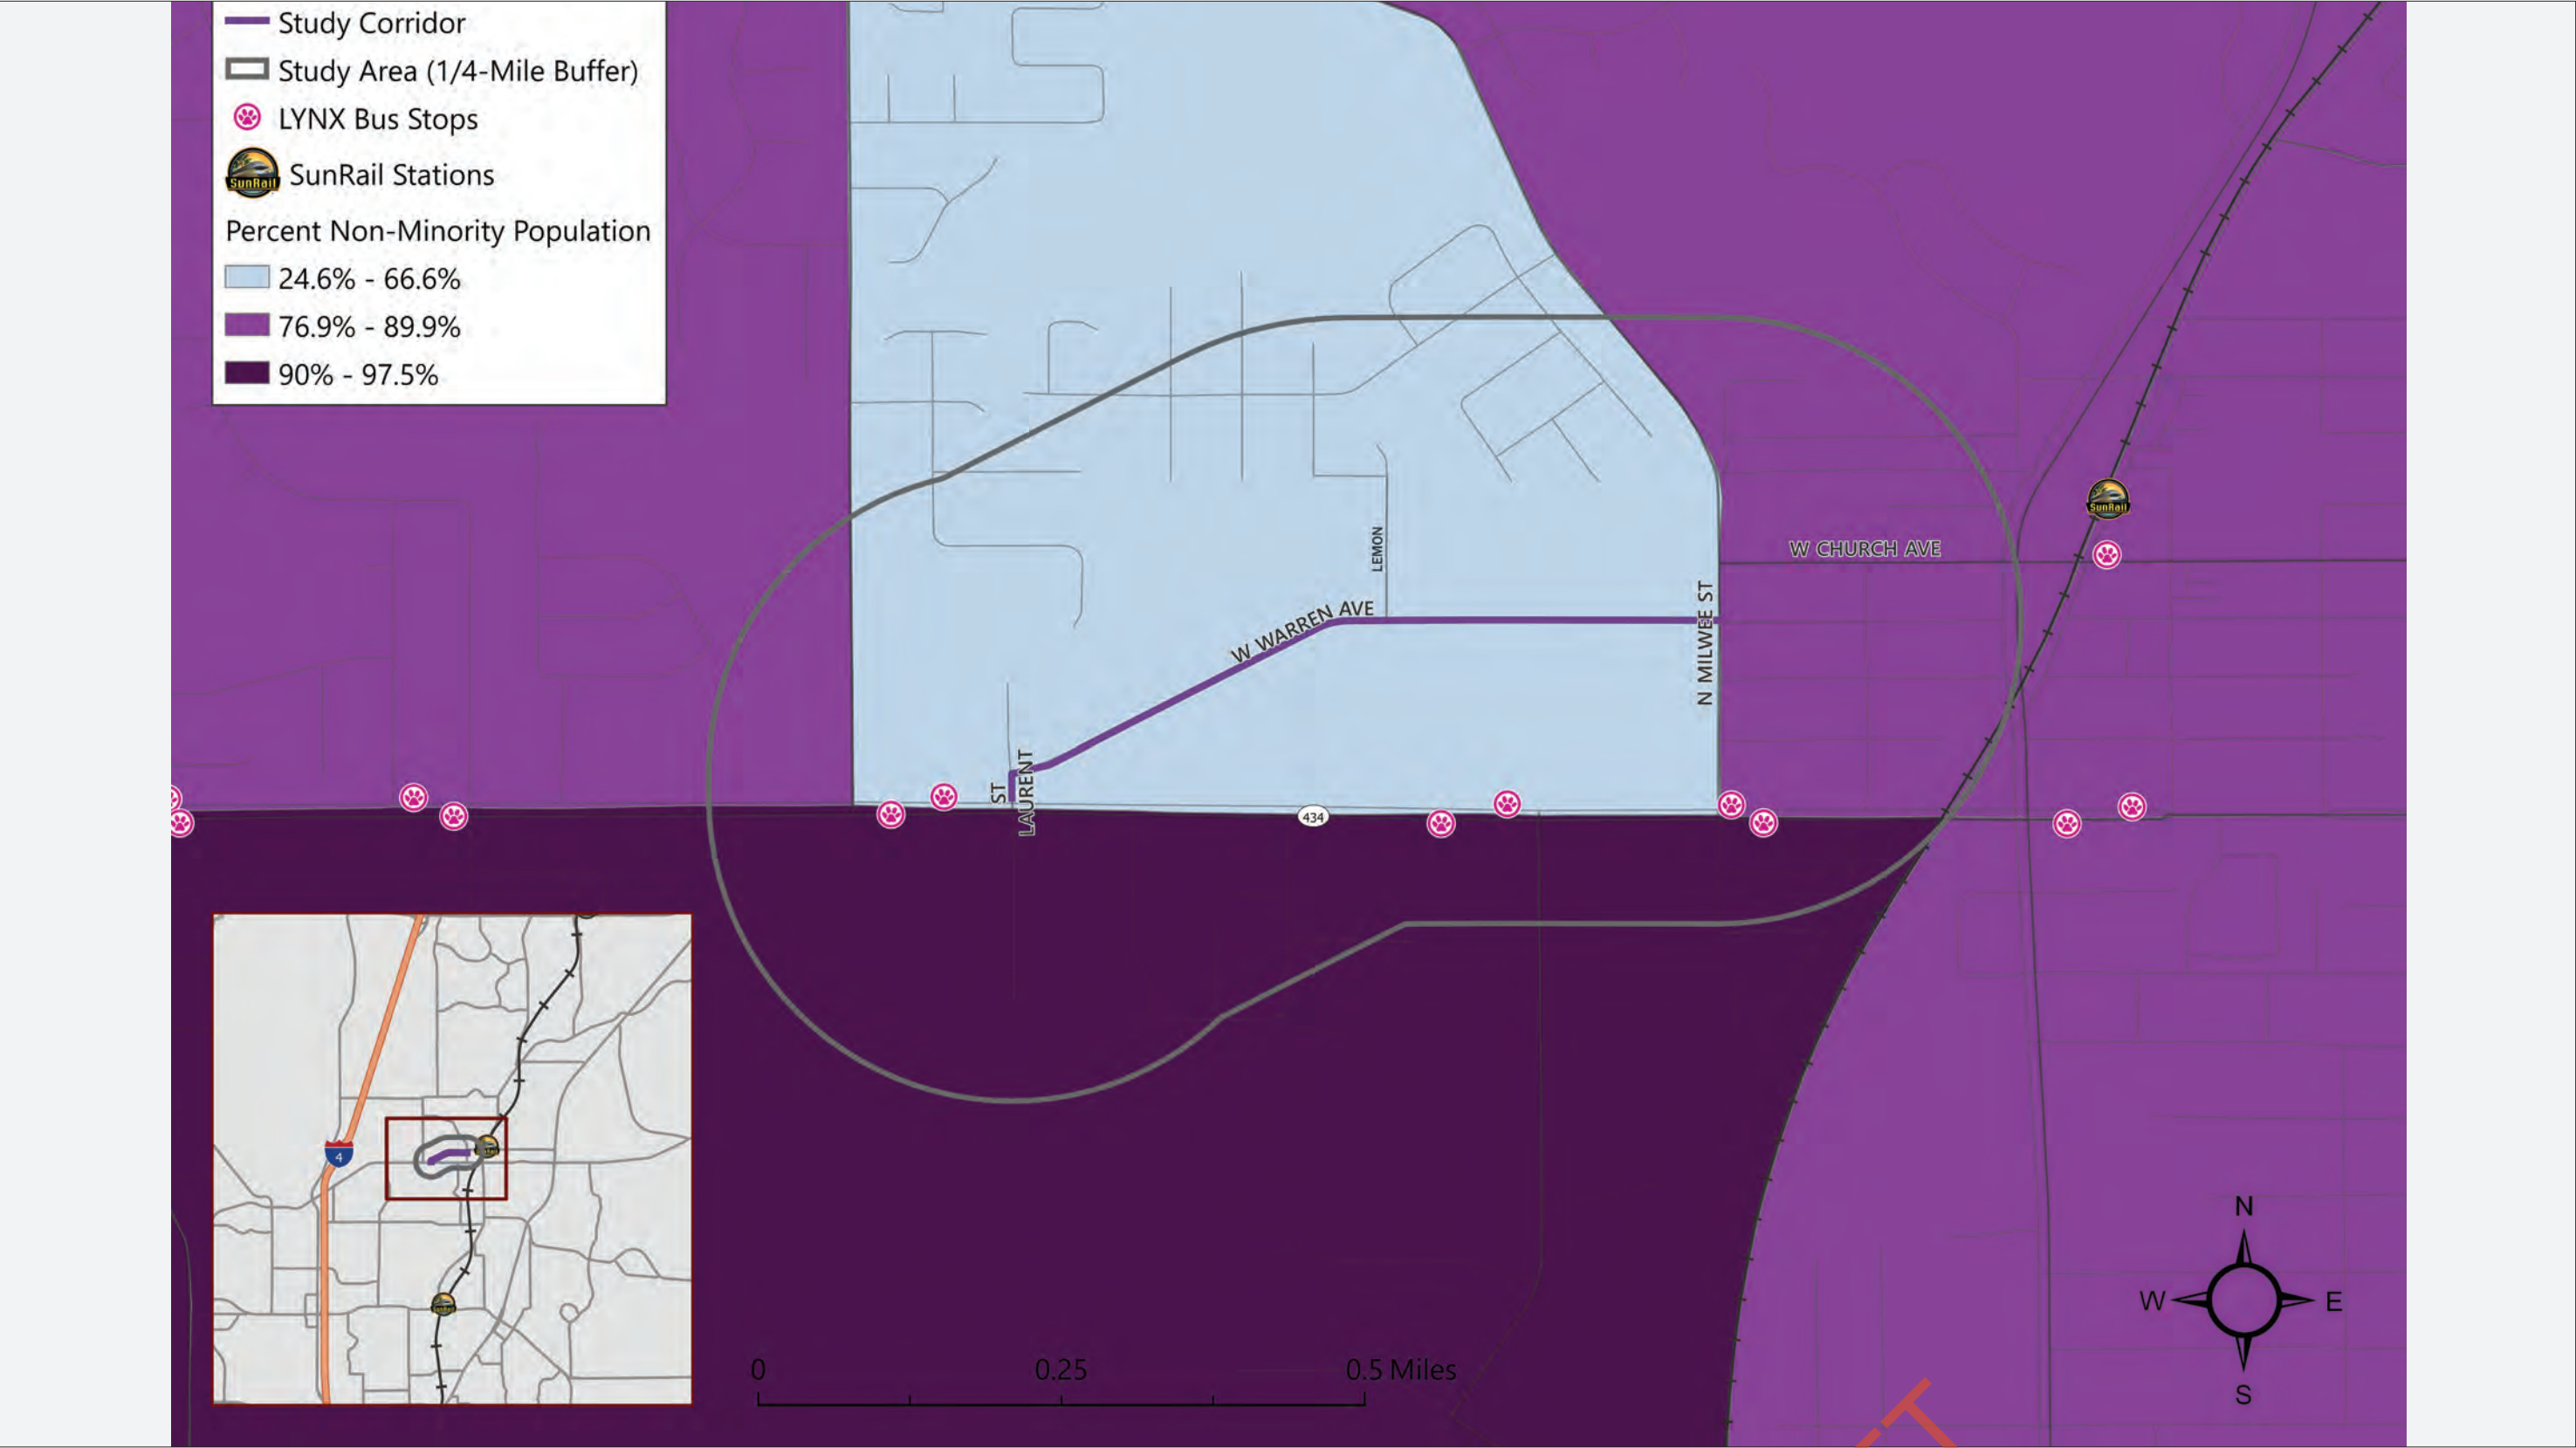 Study Corridor
Study Area (1/4-Mile Buffer)
LYNX Bus Stops
SunRail
SunRail Stations
Percent Non-Minority Population
24.6% - 66.6%
76.9% - 89.9%
90% - 97.5%
SunRail
W CHURCH AVE
LEMON
W WARREN AVE
N MILWEE ST
ST
LAURENT
434
4
N
W
E
S
0
0.25
0.5 Miles
T